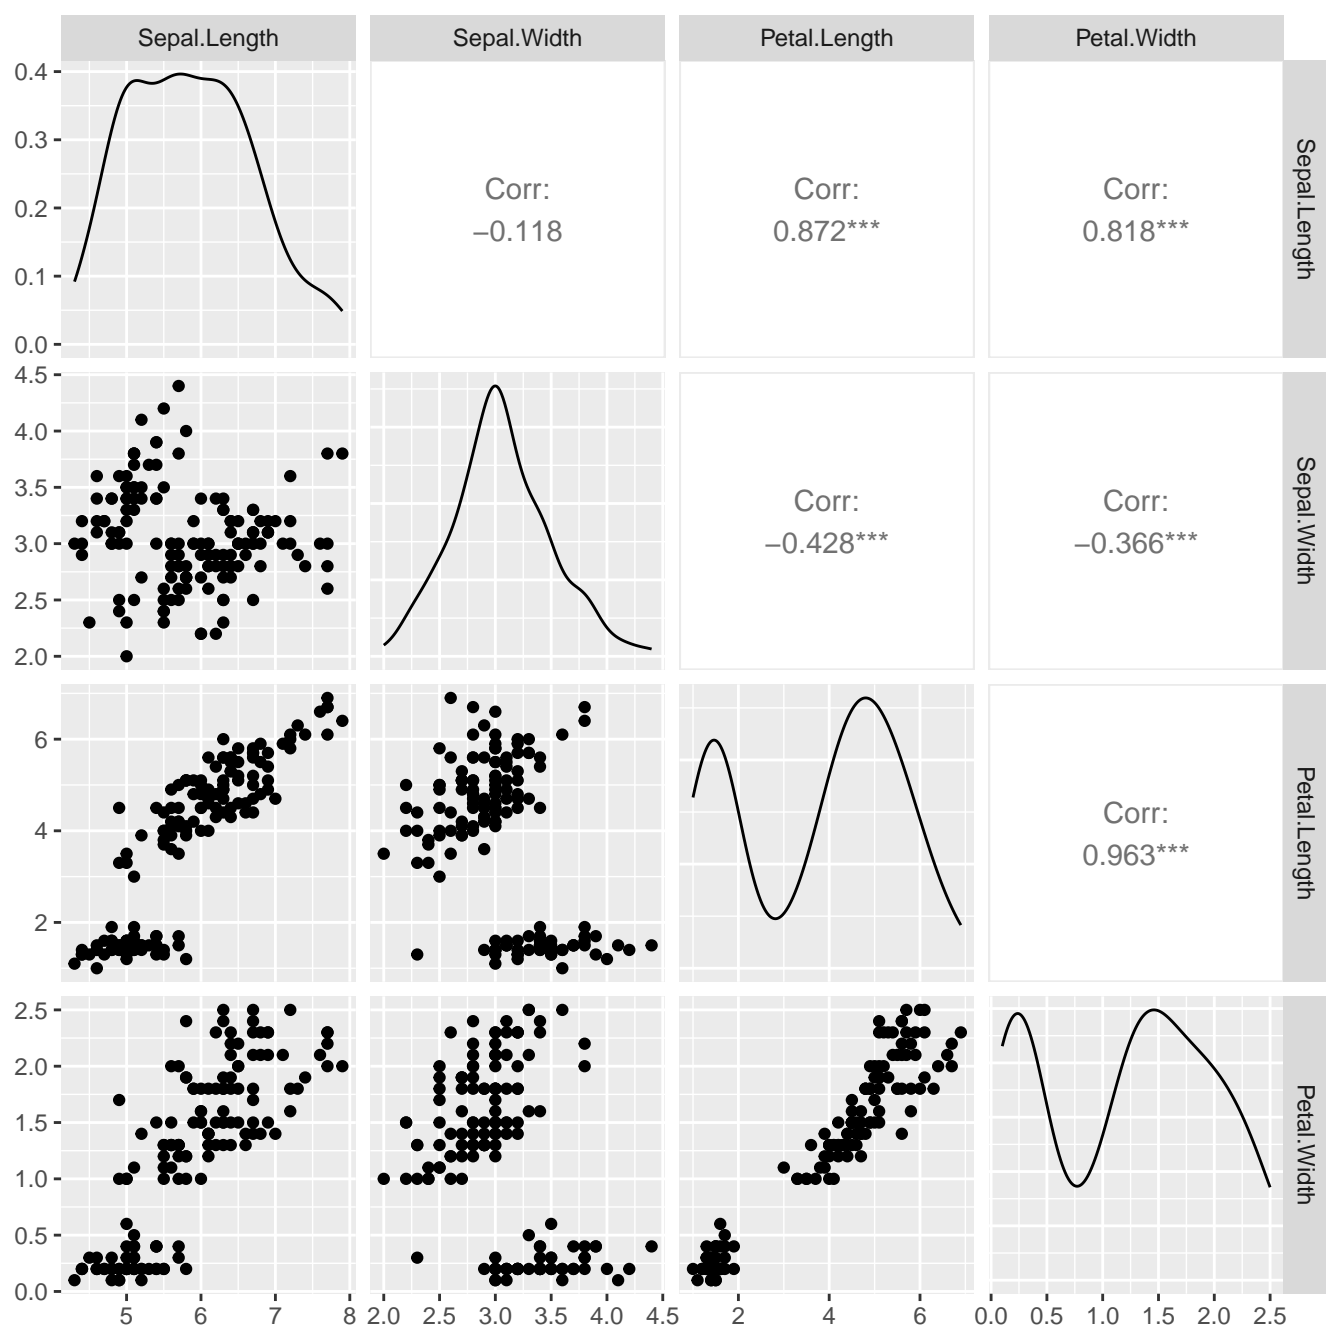 Sepal.Length Sepal.Width Petal.Length Petal.Width
0.4
0.3
0.2
0.1
0.0
Corr:
−0.118
Corr:
0.872***
Corr:
0.818***
Sepal.Length
4.5
4.0
3.5
3.0
2.5
2.0
Corr:
−0.428***
Corr:
−0.366***
Sepal.Width
6
4
2
Corr:
0.963***
Petal.Length
2.5
2.0
1.5
1.0
0.5
0.0
Petal.Width
5 6 7 8 2.0 2.5 3.0 3.5 4.0 4.5 2 4 6 0.0 0.5 1.0 1.5 2.0 2.5